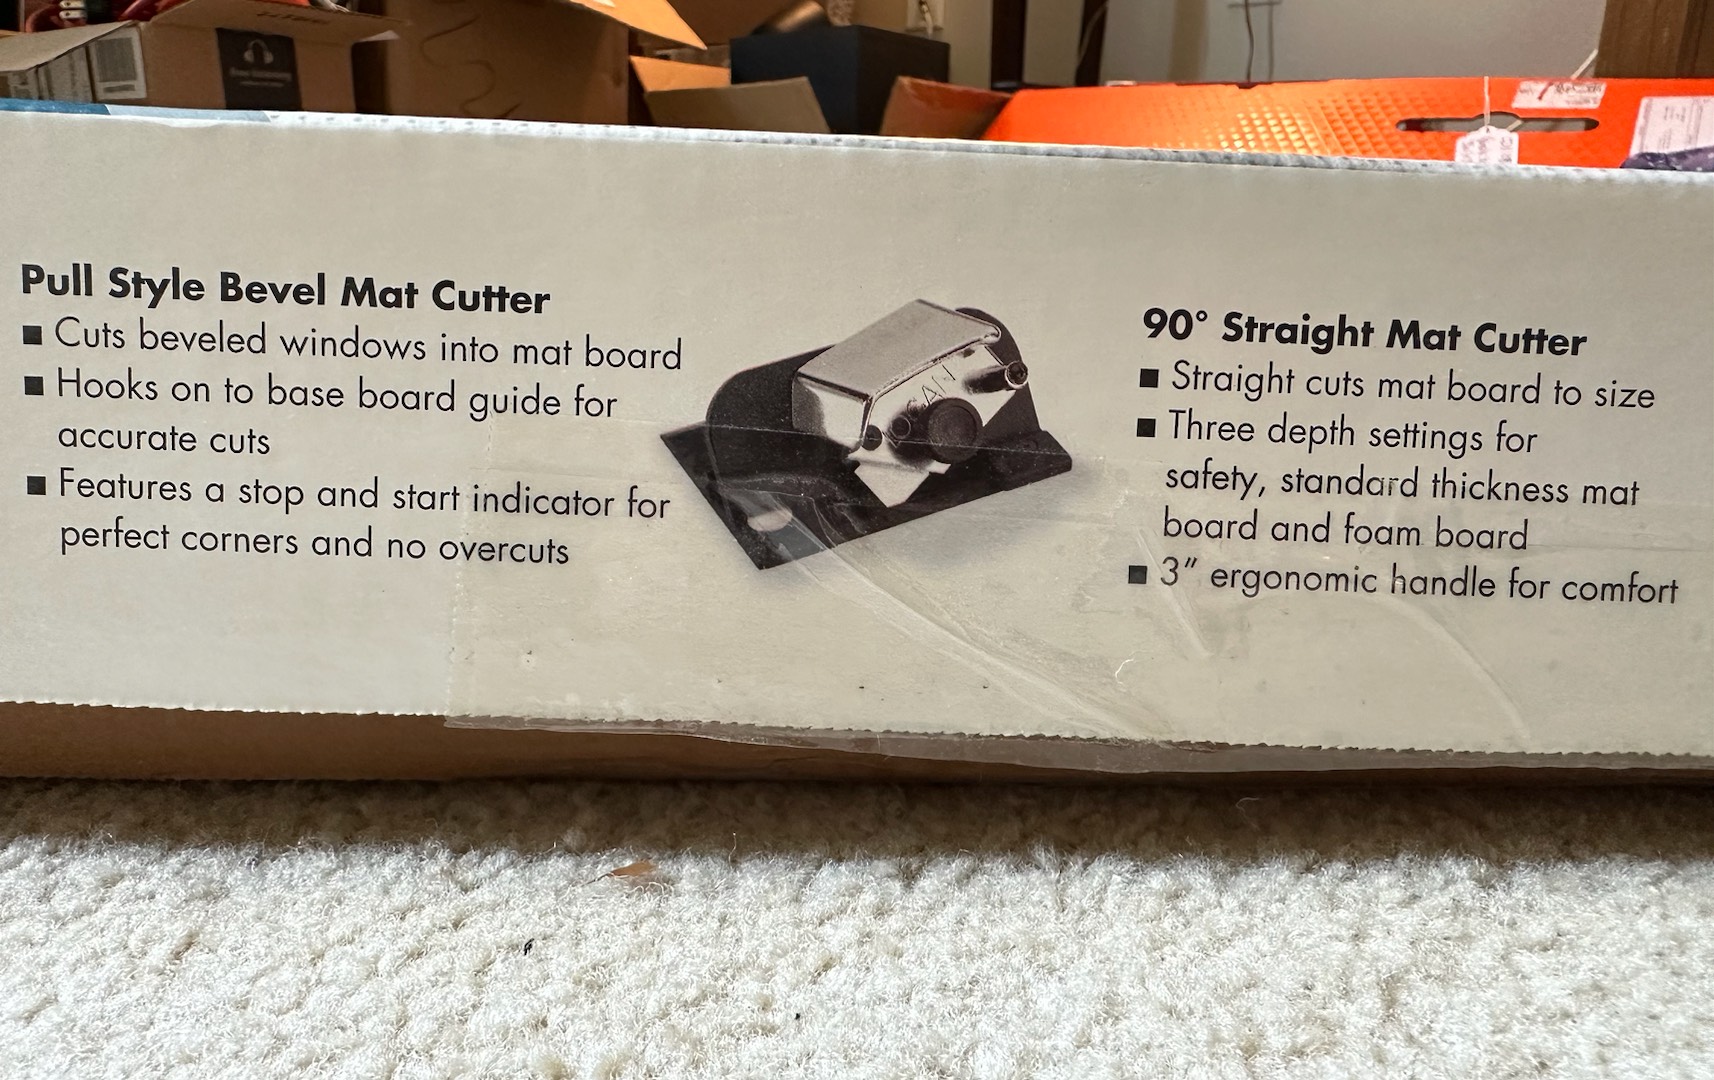 Pull Style Bevel Mat Cutter
■ Cuts beveled windows into mat board
■ Hooks on to base board guide for
accurate cuts
■ Features a stop and start indicator for
perfect corners and no overcuts
90° Straight Mat Cutter
■ Straight cuts mat board to size
■ Three depth settings for
safety, standard thickness mat
board and foam board
■ 3" ergonomic handle for comfort